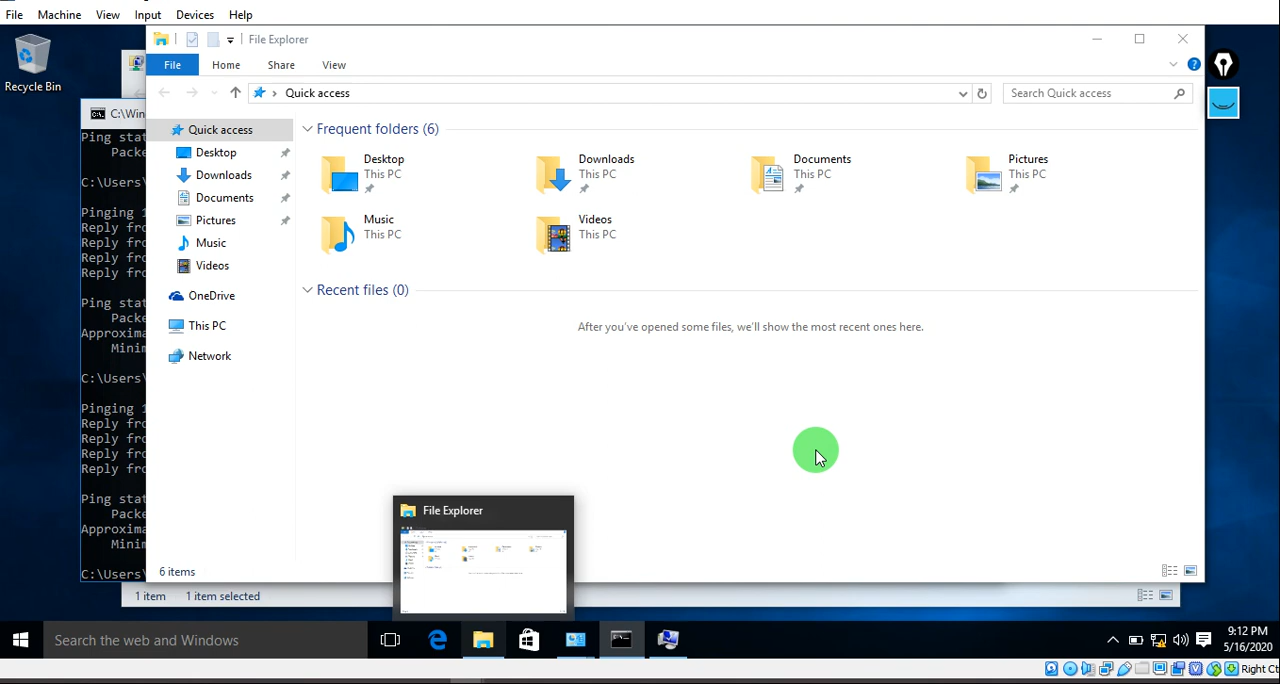 File Machine View Input Devices Help
Recycle Bin
File Explorer
File Home Share View
Quick access
Search Quick access
C:\Win
Ping stat
Packe
C:\Users\
Pinging 1
Reply fro
Reply fro
Reply fro
Reply fro
Ping stat
Packe
Approxima
Minim
C:\Users\
Pinging 1
Reply fro
Reply fro
Reply fro
Reply fro
Ping stat
Packe
Approxima
Minim
C:\Users\
Quick access
Desktop
Downloads
Documents
Pictures
Music
Videos
OneDrive
This PC
Network
Frequent folders (6)
Desktop
This PC
Downloads
This PC
Documents
This PC
Pictures
This PC
Music
This PC
Videos
This PC
Recent files (0)
After you've opened some files, we'll show the most recent ones here.
File Explorer
6 items
1 item 1 item selected
Search the web and Windows
9:12 PM
5/16/2020
Right Ct